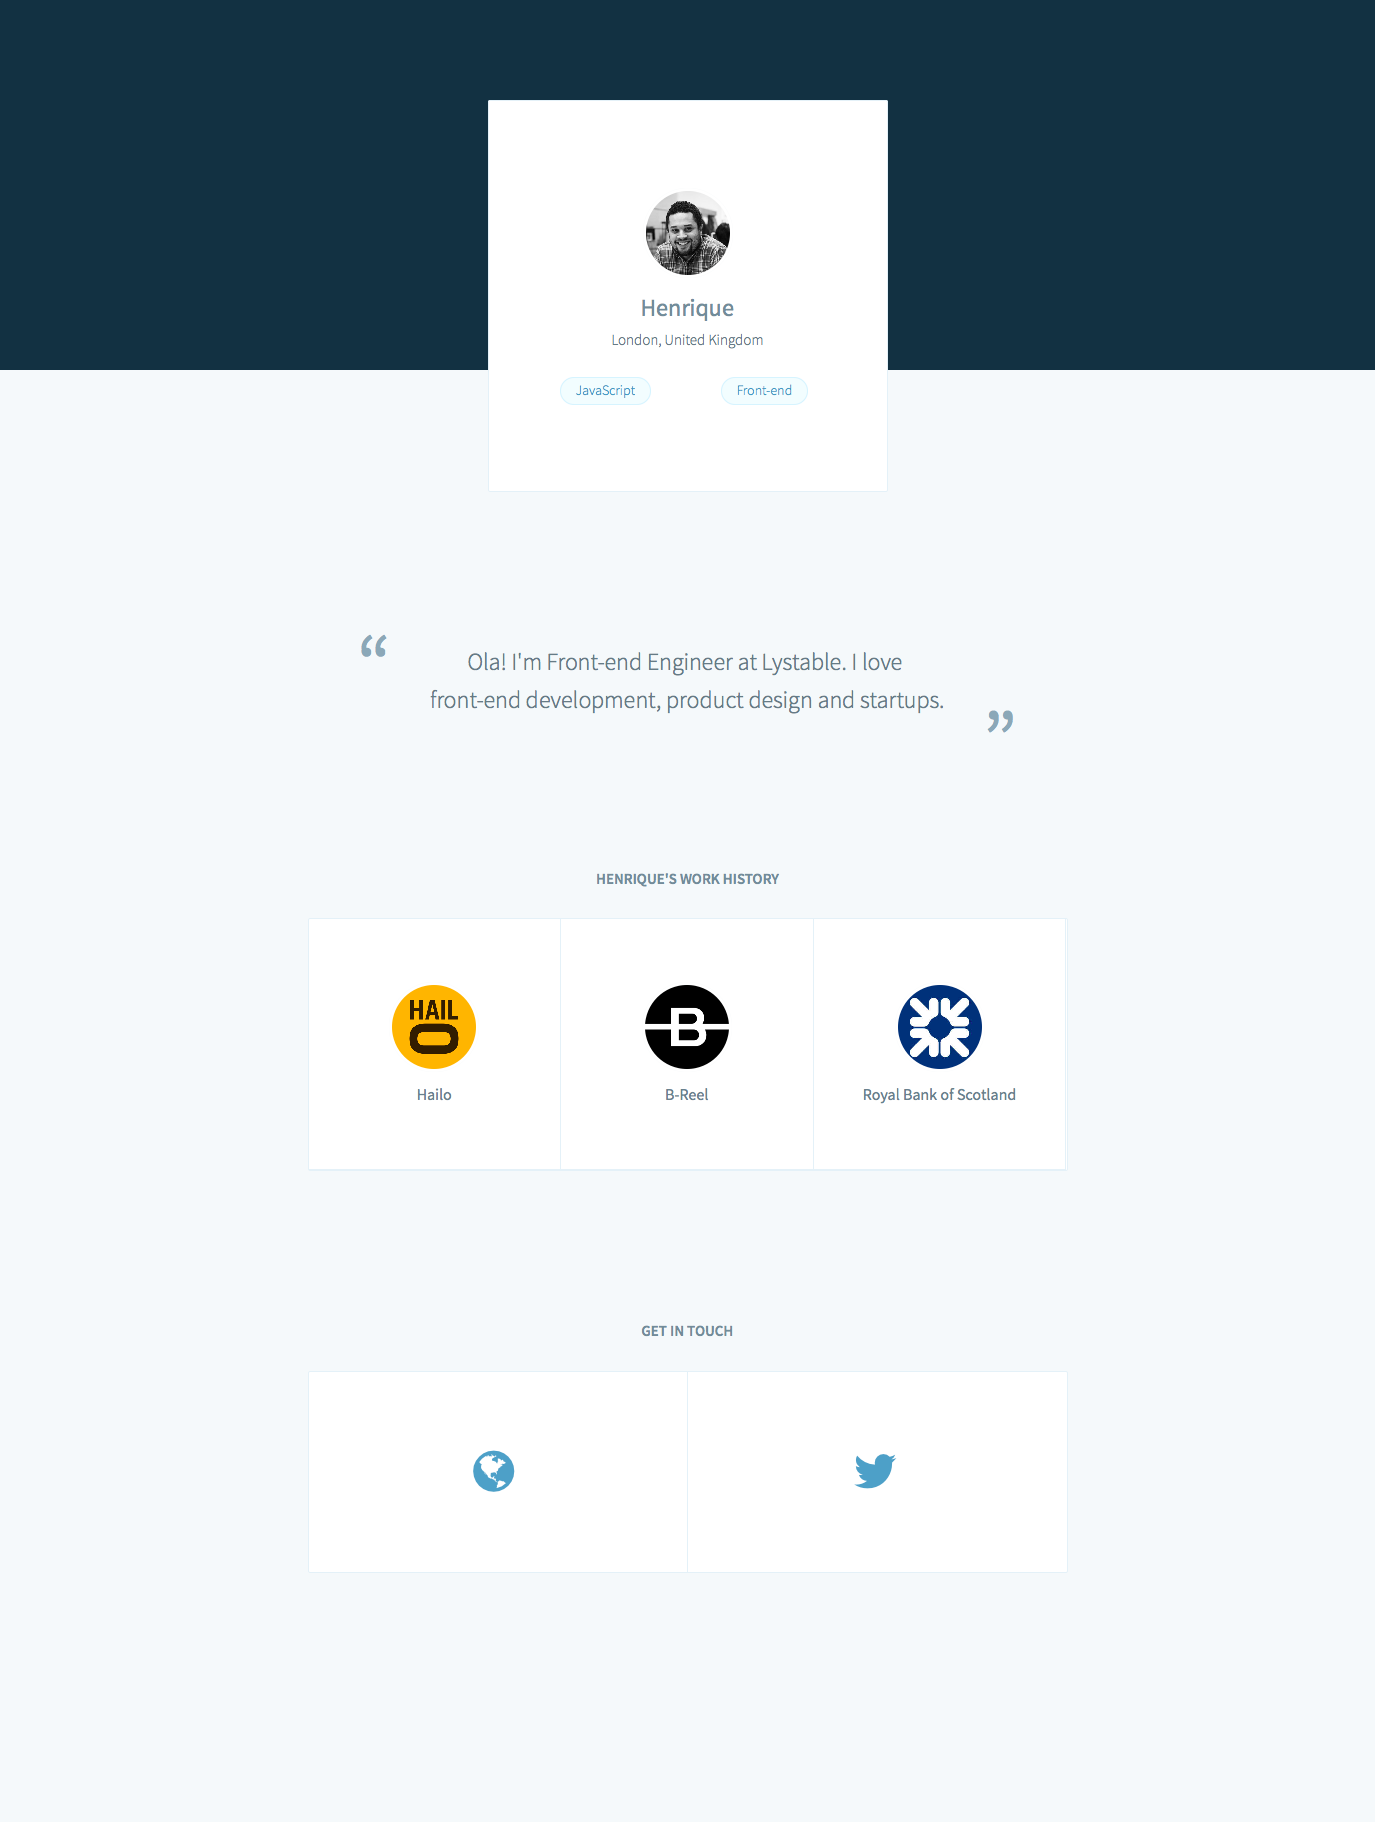 Henrique
London, United Kingdom
JavaScript
Front-end
“
Ola! I'm Front-end Engineer at Lystable. I love
front-end development, product design and startups.
”
HENRIQUE'S WORK HISTORY
HAIL
O
B
Hailo
B-Reel
Royal Bank of Scotland
GET IN TOUCH